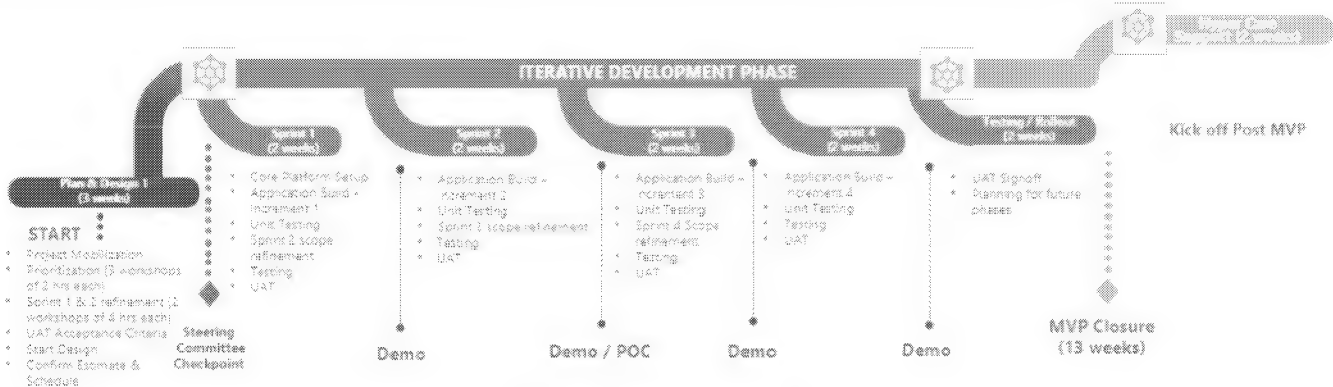 ITERATIVE DEVELOPMENT PHASE
Support (2 weeks)
Kick off Post MVP
Plan & Design 1
(3 weeks)
START
• Project Mobilization
• Prioritization (3 workshops
of 2 hrs each)
• Sprint 1 & 2 refinement (2
workshops of 4 hrs each)
• UAT Acceptance Criteria
• Start Design
• Confirm Estimate &
Schedule
Steering
Committee
Checkpoint
Sprint 1
(2 weeks)
• Core Platform Setup
• Application Build –
Increment 1
• Unit Testing
• Sprint 2 scope
refinement
• Testing
• UAT
Sprint 2
(2 weeks)
• Application Build –
Increment 2
• Unit Testing
• Sprint 3 scope refinement
• Testing
• UAT
Demo
Sprint 3
(2 weeks)
• Application Build –
Increment 3
• Unit Testing
• Sprint 4 Scope
refinement
• Testing
• UAT
Demo / POC
Sprint 4
(2 weeks)
• Application Build –
Increment 4
• Unit Testing
• Testing
• UAT
Demo
Testing / Rollout
(2 weeks)
• UAT Signoff
• Planning for future
phases
Demo
MVP Closure
(13 weeks)